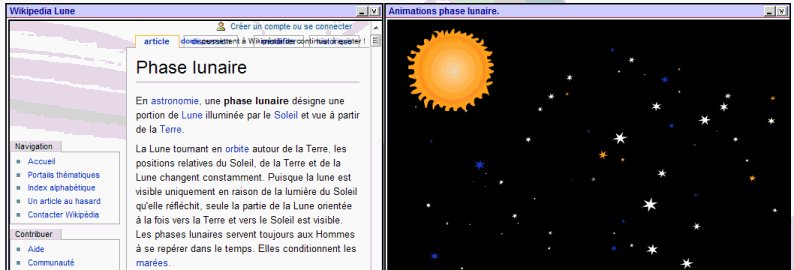 Wikipedia Lune
Animations phase lunaire.
Créer un compte ou se connecter
article
à Wikipédia
continuer à exister !
Phase lunaire
En astronomie, une phase lunaire désigne une
portion de Lune illuminée par le Soleil et vue à partir
de la Terre.
La Lune tournant en orbite autour de la Terre, les
positions relatives du Soleil, de la Terre et de la
Lune changent constamment. Puisque la lune est
visible uniquement en raison de la lumière du Soleil
qu'elle réfléchit, seule la partie de la Lune orientée
à la fois vers la Terre et vers le Soleil est visible.
Les phases lunaires servent toujours aux Hommes
à se repérer dans le temps. Elles conditionnent les
marées.
Navigation
Accueil
Portails thématiques
Index alphabétique
Un article au hasard
Contacter Wikipédia
Contribuer
Aide
Communauté